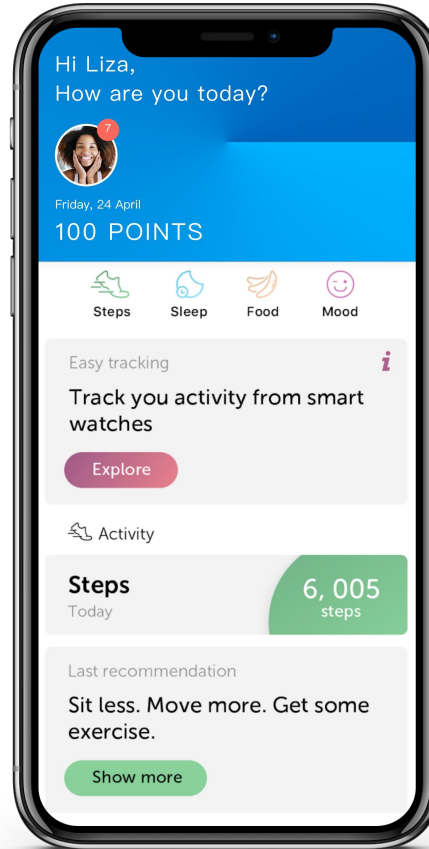 Hi Liza,
How are you today?
7
Friday, 24 April
100 POINTS
Steps Sleep Food Mood
Easy tracking i
Track you activity from smart
watches
Explore
Activity
Steps
Today
6, 005
steps
Last recommendation
Sit less. Move more. Get some
exercise.
Show more